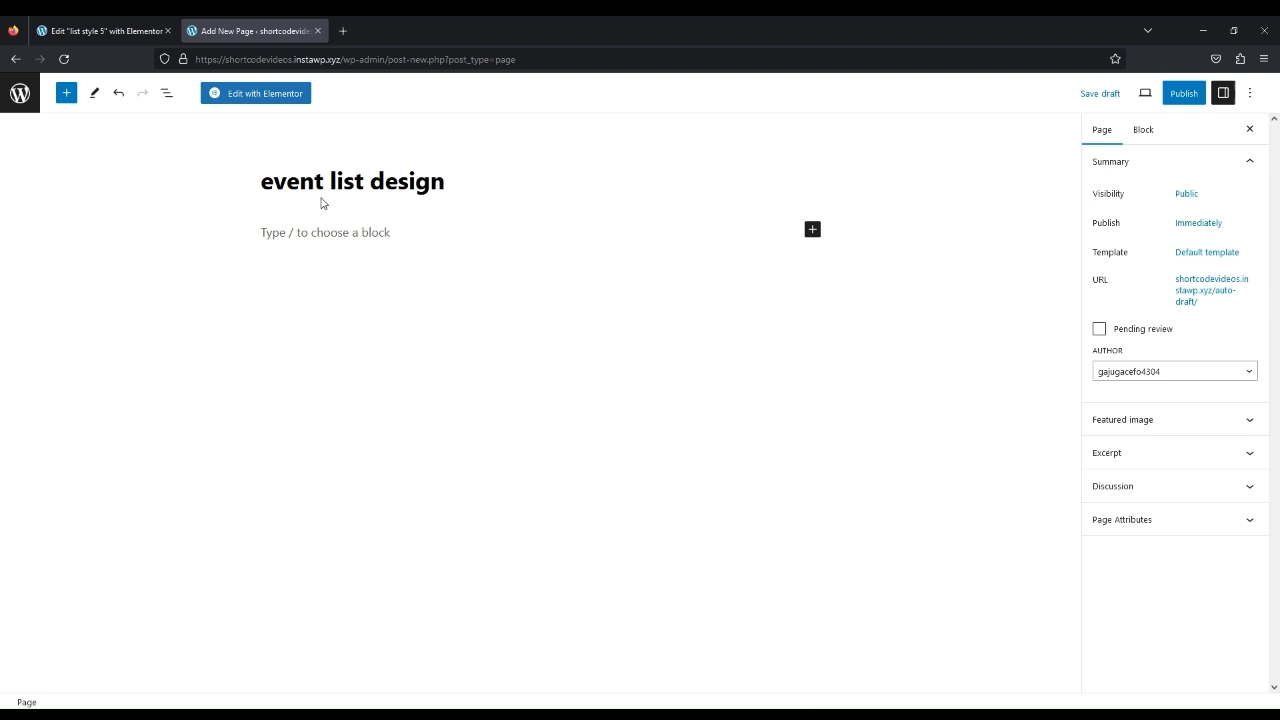 Edit "list style 5" with Elementor
Add New Page ‹ shortcodevide
https://shortcodevideos.instawp.xyz/wp-admin/post-new.php?post_type=page
Edit with Elementor
Save draft
Publish
event list design
Type / to choose a block
Page
Block
Summary
Visibility
Public
Publish
Immediately
Template
Default template
URL
shortcodevideos.in
stawp.xyz/auto-
draft/
Pending review
AUTHOR
gajugacefo4304
Featured image
Excerpt
Discussion
Page Attributes
Page